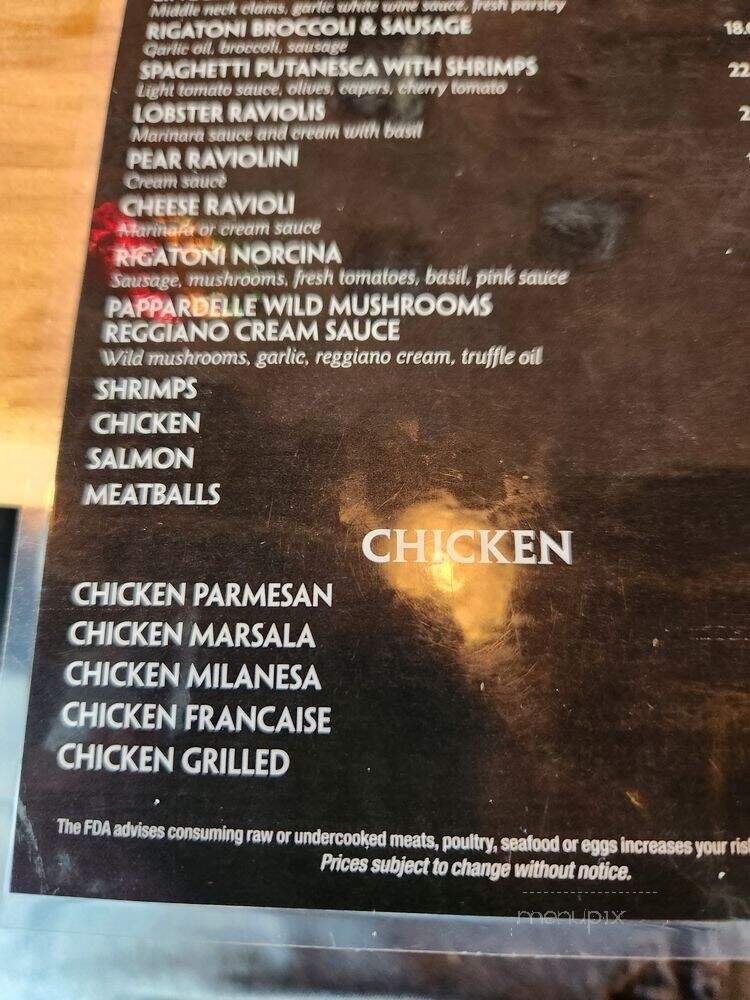 Middle neck clams, garlic white wine sauce, fresh parsley
RIGATONI BROCCOLI & SAUSAGE 18.
Garlic oil, broccoli, sausage
SPAGHETTI PUTANESCA WITH SHRIMPS 22
Light tomato sauce, olives, capers, cherry tomato
LOBSTER RAVIOLIS 2
Marinara sauce and cream with basil
PEAR RAVIOLINI
Cream sauce
CHEESE RAVIOLI
Marinara or cream sauce
RIGATONI NORCINA
Sausage, mushrooms, fresh tomatoes, basil, pink sauce
PAPPARDELLE WILD MUSHROOMS
REGGIANO CREAM SAUCE
Wild mushrooms, garlic, reggiano cream, truffle oil
SHRIMPS
CHICKEN
SALMON
MEATBALLS
CHICKEN
CHICKEN PARMESAN
CHICKEN MARSALA
CHICKEN MILANESA
CHICKEN FRANCAISE
CHICKEN GRILLED
The FDA advises consuming raw or undercooked meats, poultry, seafood or eggs increases your ris
Prices subject to change without notice.
menupix